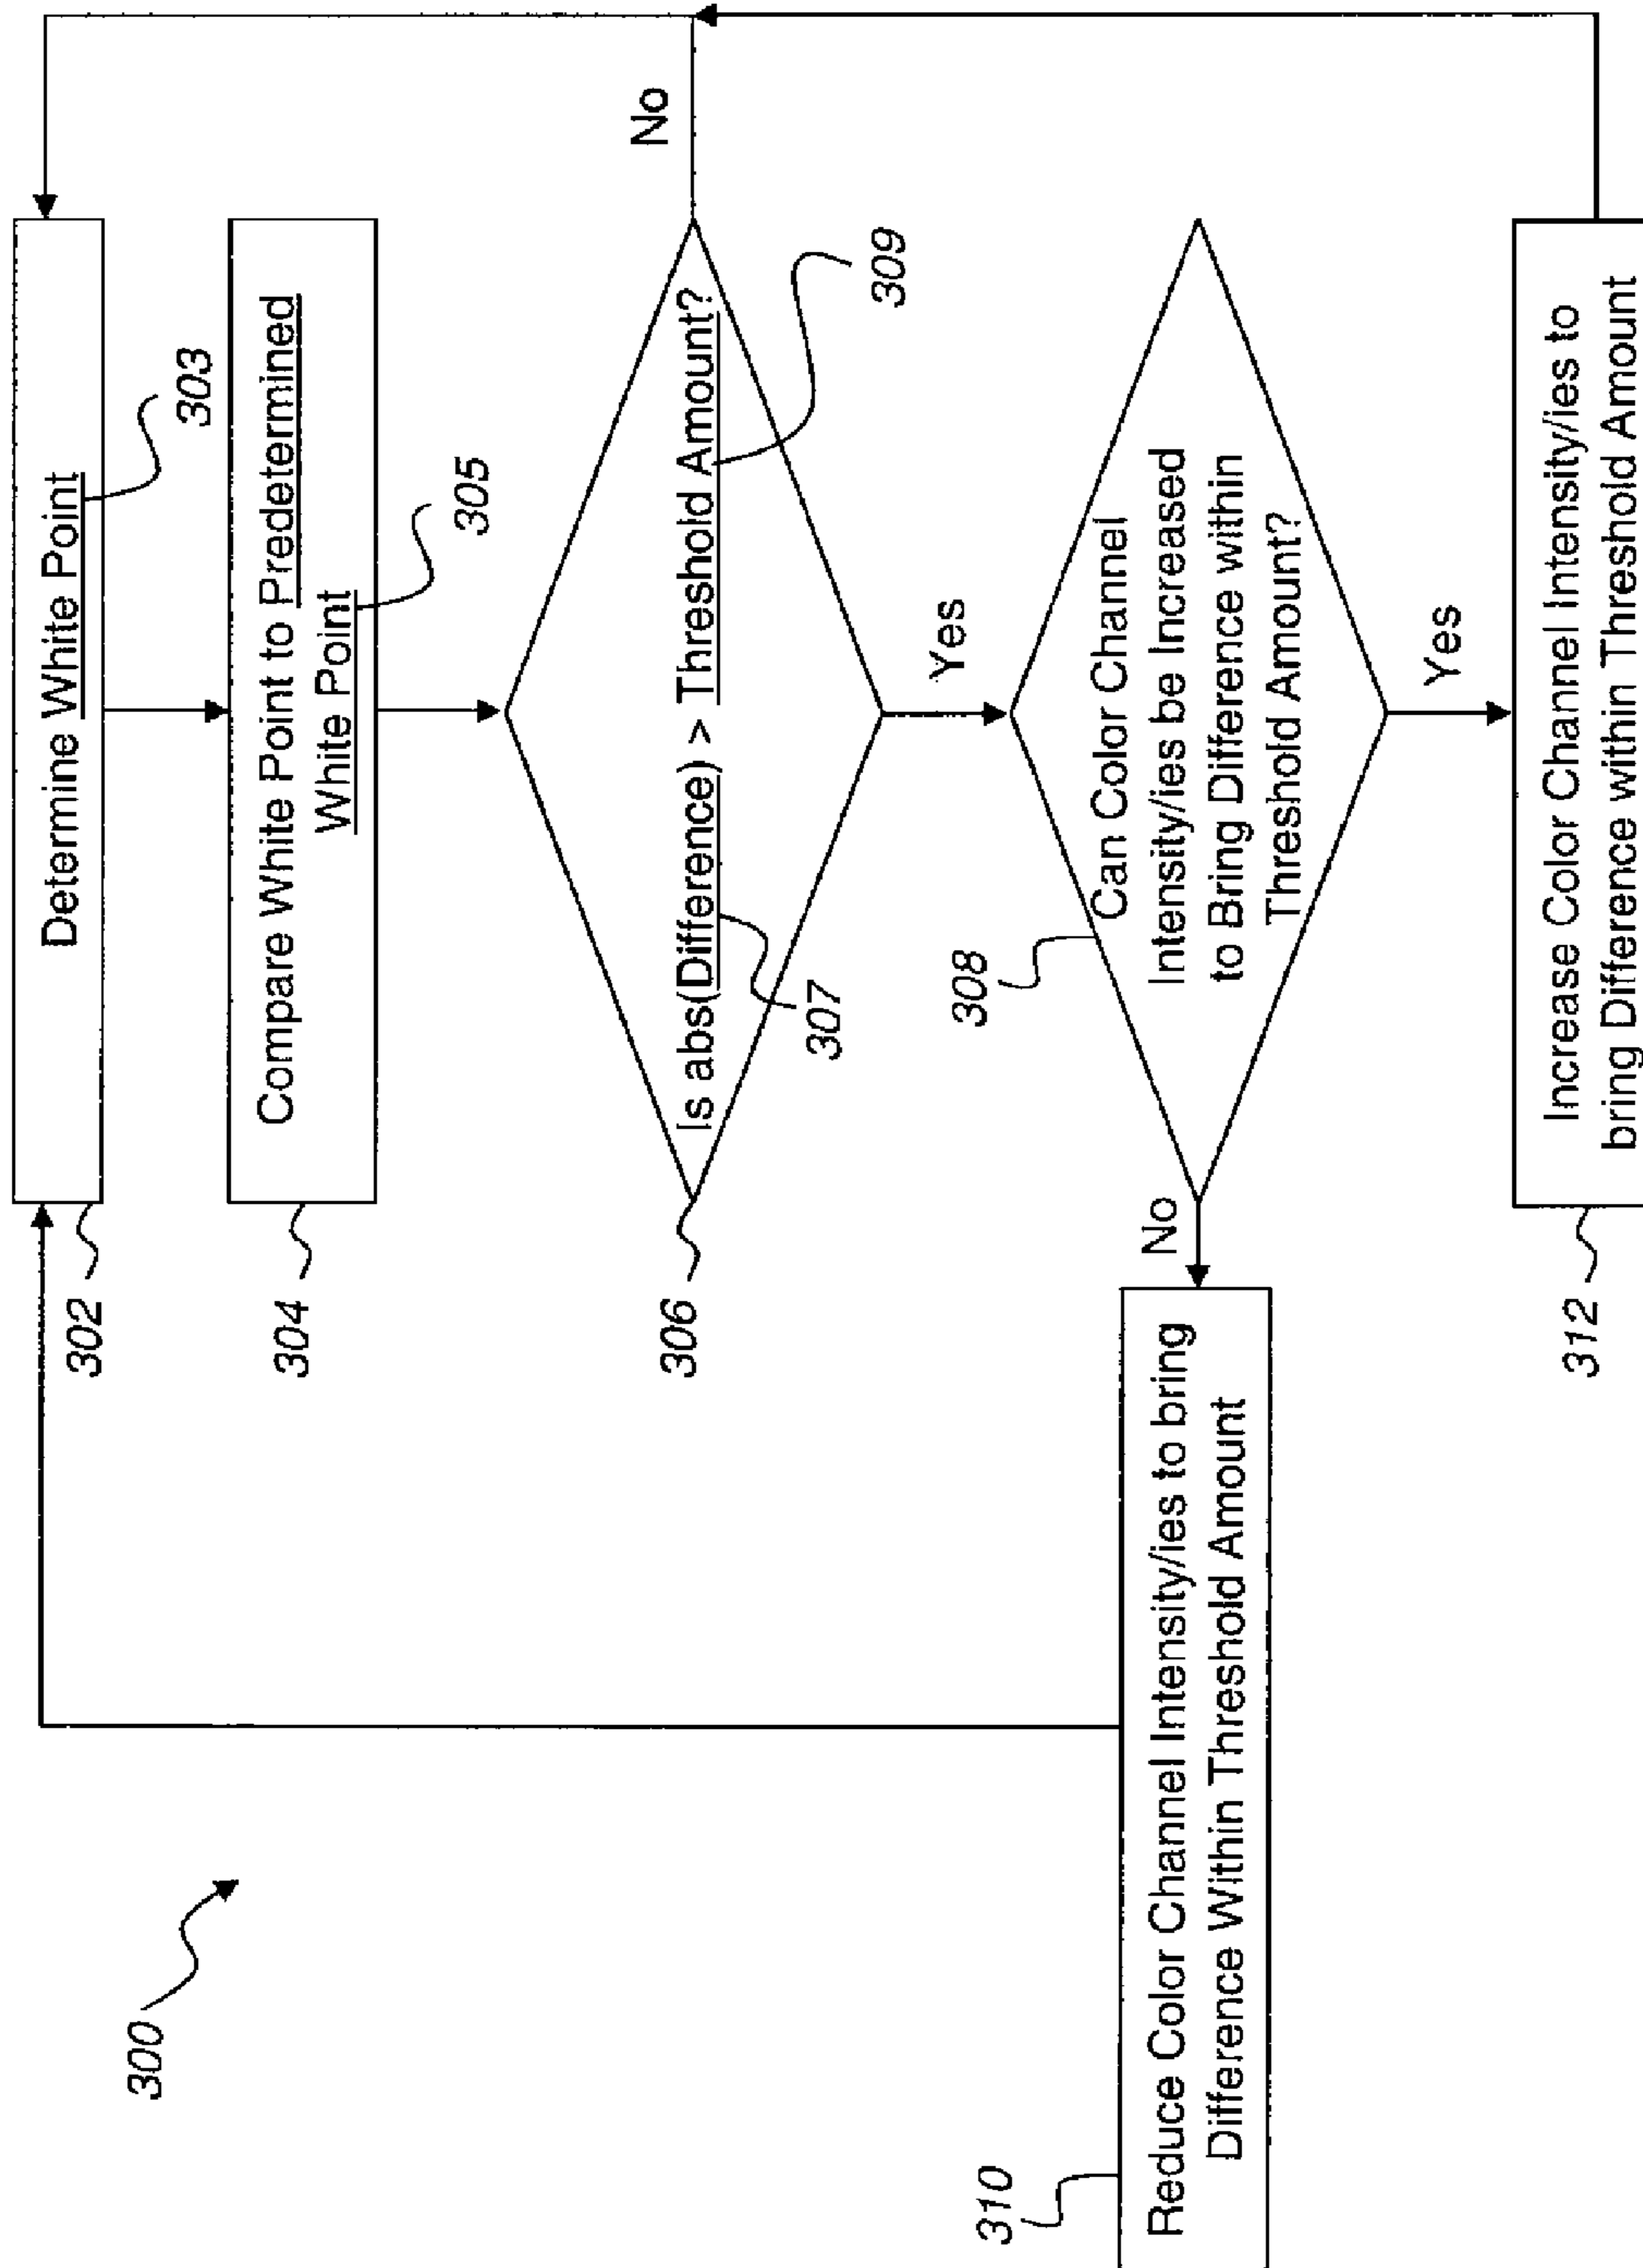 300
Determine White Point
302
303
Compare White Point to Predetermined
White Point
304
305
Is abs(Difference) > Threshold Amount?
306
307
309
No
Yes
Can Color Channel
Intensity/ies be Increased
to Bring Difference within
Threshold Amount?
308
No
Yes
Reduce Color Channel Intensity/ies to bring
Difference Within Threshold Amount
310
Increase Color Channel Intensity/ies to
bring Difference within Threshold Amount
312